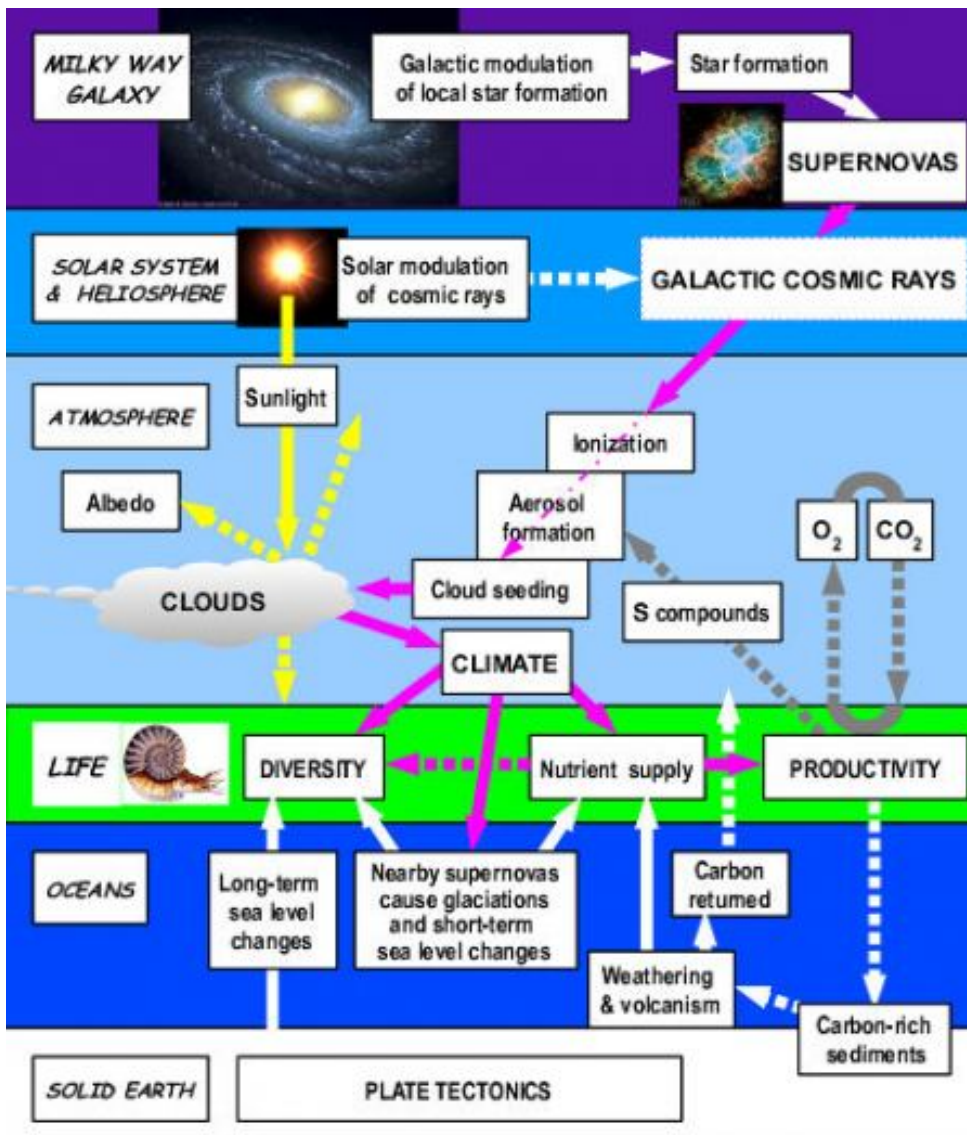 MILKY WAY
GALAXY
Galactic modulation
of local star formation
Star formation
SUPERNOVAS
SOLAR SYSTEM
& HELIOSPHERE
Solar modulation
of cosmic rays
GALACTIC COSMIC RAYS
ATMOSPHERE
Sunlight
Ionization
Albedo
Aerosol
formation
O₂
CO₂
CLOUDS
Cloud seeding
S compounds
CLIMATE
LIFE
DIVERSITY
Nutrient supply
PRODUCTIVITY
OCEANS
Long-term
sea level
changes
Nearby supernovas
cause glaciations
and short-term
sea level changes
Carbon
returned
Weathering
& volcanism
Carbon-rich
sediments
SOLID EARTH
PLATE TECTONICS